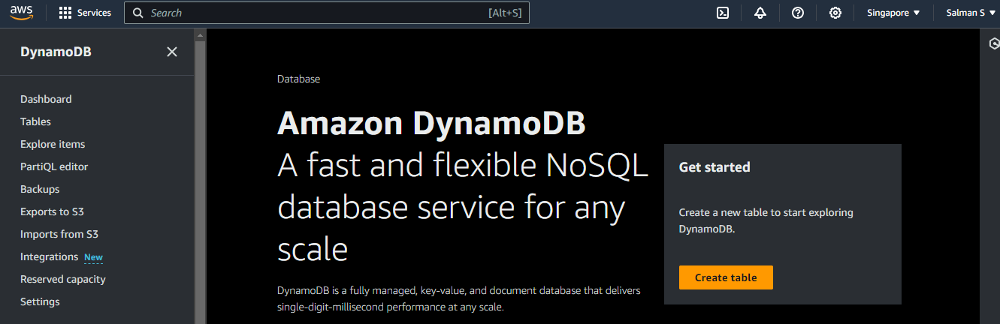 aws Services Search [Alt+S] Singapore Salman S
DynamoDB
Dashboard
Tables
Explore items
PartiQL editor
Backups
Exports to S3
Imports from S3
Integrations New
Reserved capacity
Settings
Database
Amazon DynamoDB
A fast and flexible NoSQL
database service for any
scale
DynamoDB is a fully managed, key-value, and document database that delivers
single-digit-millisecond performance at any scale.
Get started
Create a new table to start exploring
DynamoDB.
Create table